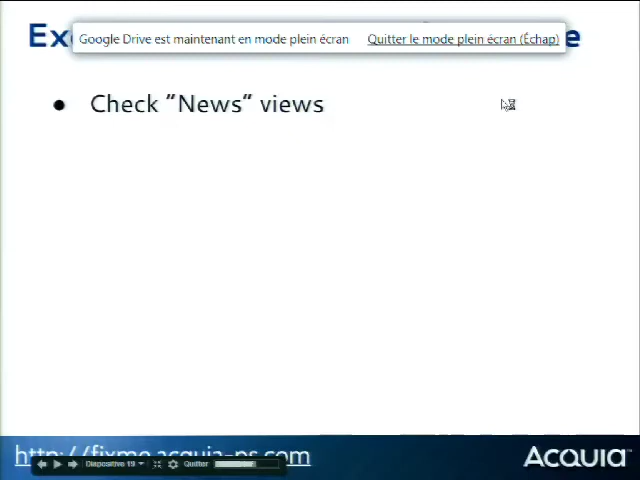 Google Drive est maintenant en mode plein écran Quitter le mode plein écran (Échap)
● Check “News” views
http://fixme.acquia-ps.com
Diapositive 19 Quitter
ACQUIA™